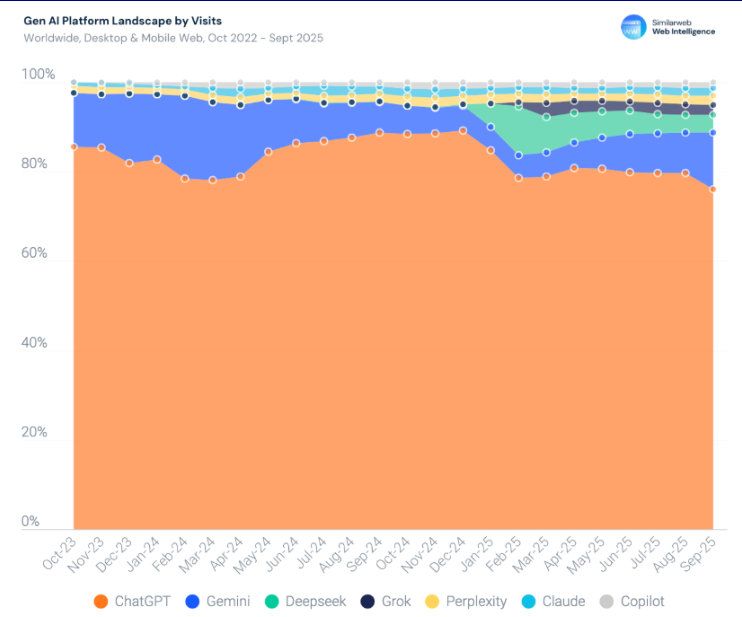 Gen AI Platform Landscape by Visits
Worldwide, Desktop & Mobile Web, Oct 2022 - Sept 2025
Similarweb
Web Intelligence
100%
80%
60%
40%
20%
0%
Oct-23
Nov-23
Dec-23
Jan-24
Feb-24
Mar-24
Apr-24
May-24
Jun-24
Jul-24
Aug-24
Sep-24
Oct-24
Nov-24
Dec-24
Jan-25
Feb-25
Mar-25
Apr-25
May-25
Jun-25
Jul-25
Aug-25
Sep-25
ChatGPT Gemini Deepseek Grok Perplexity Claude Copilot